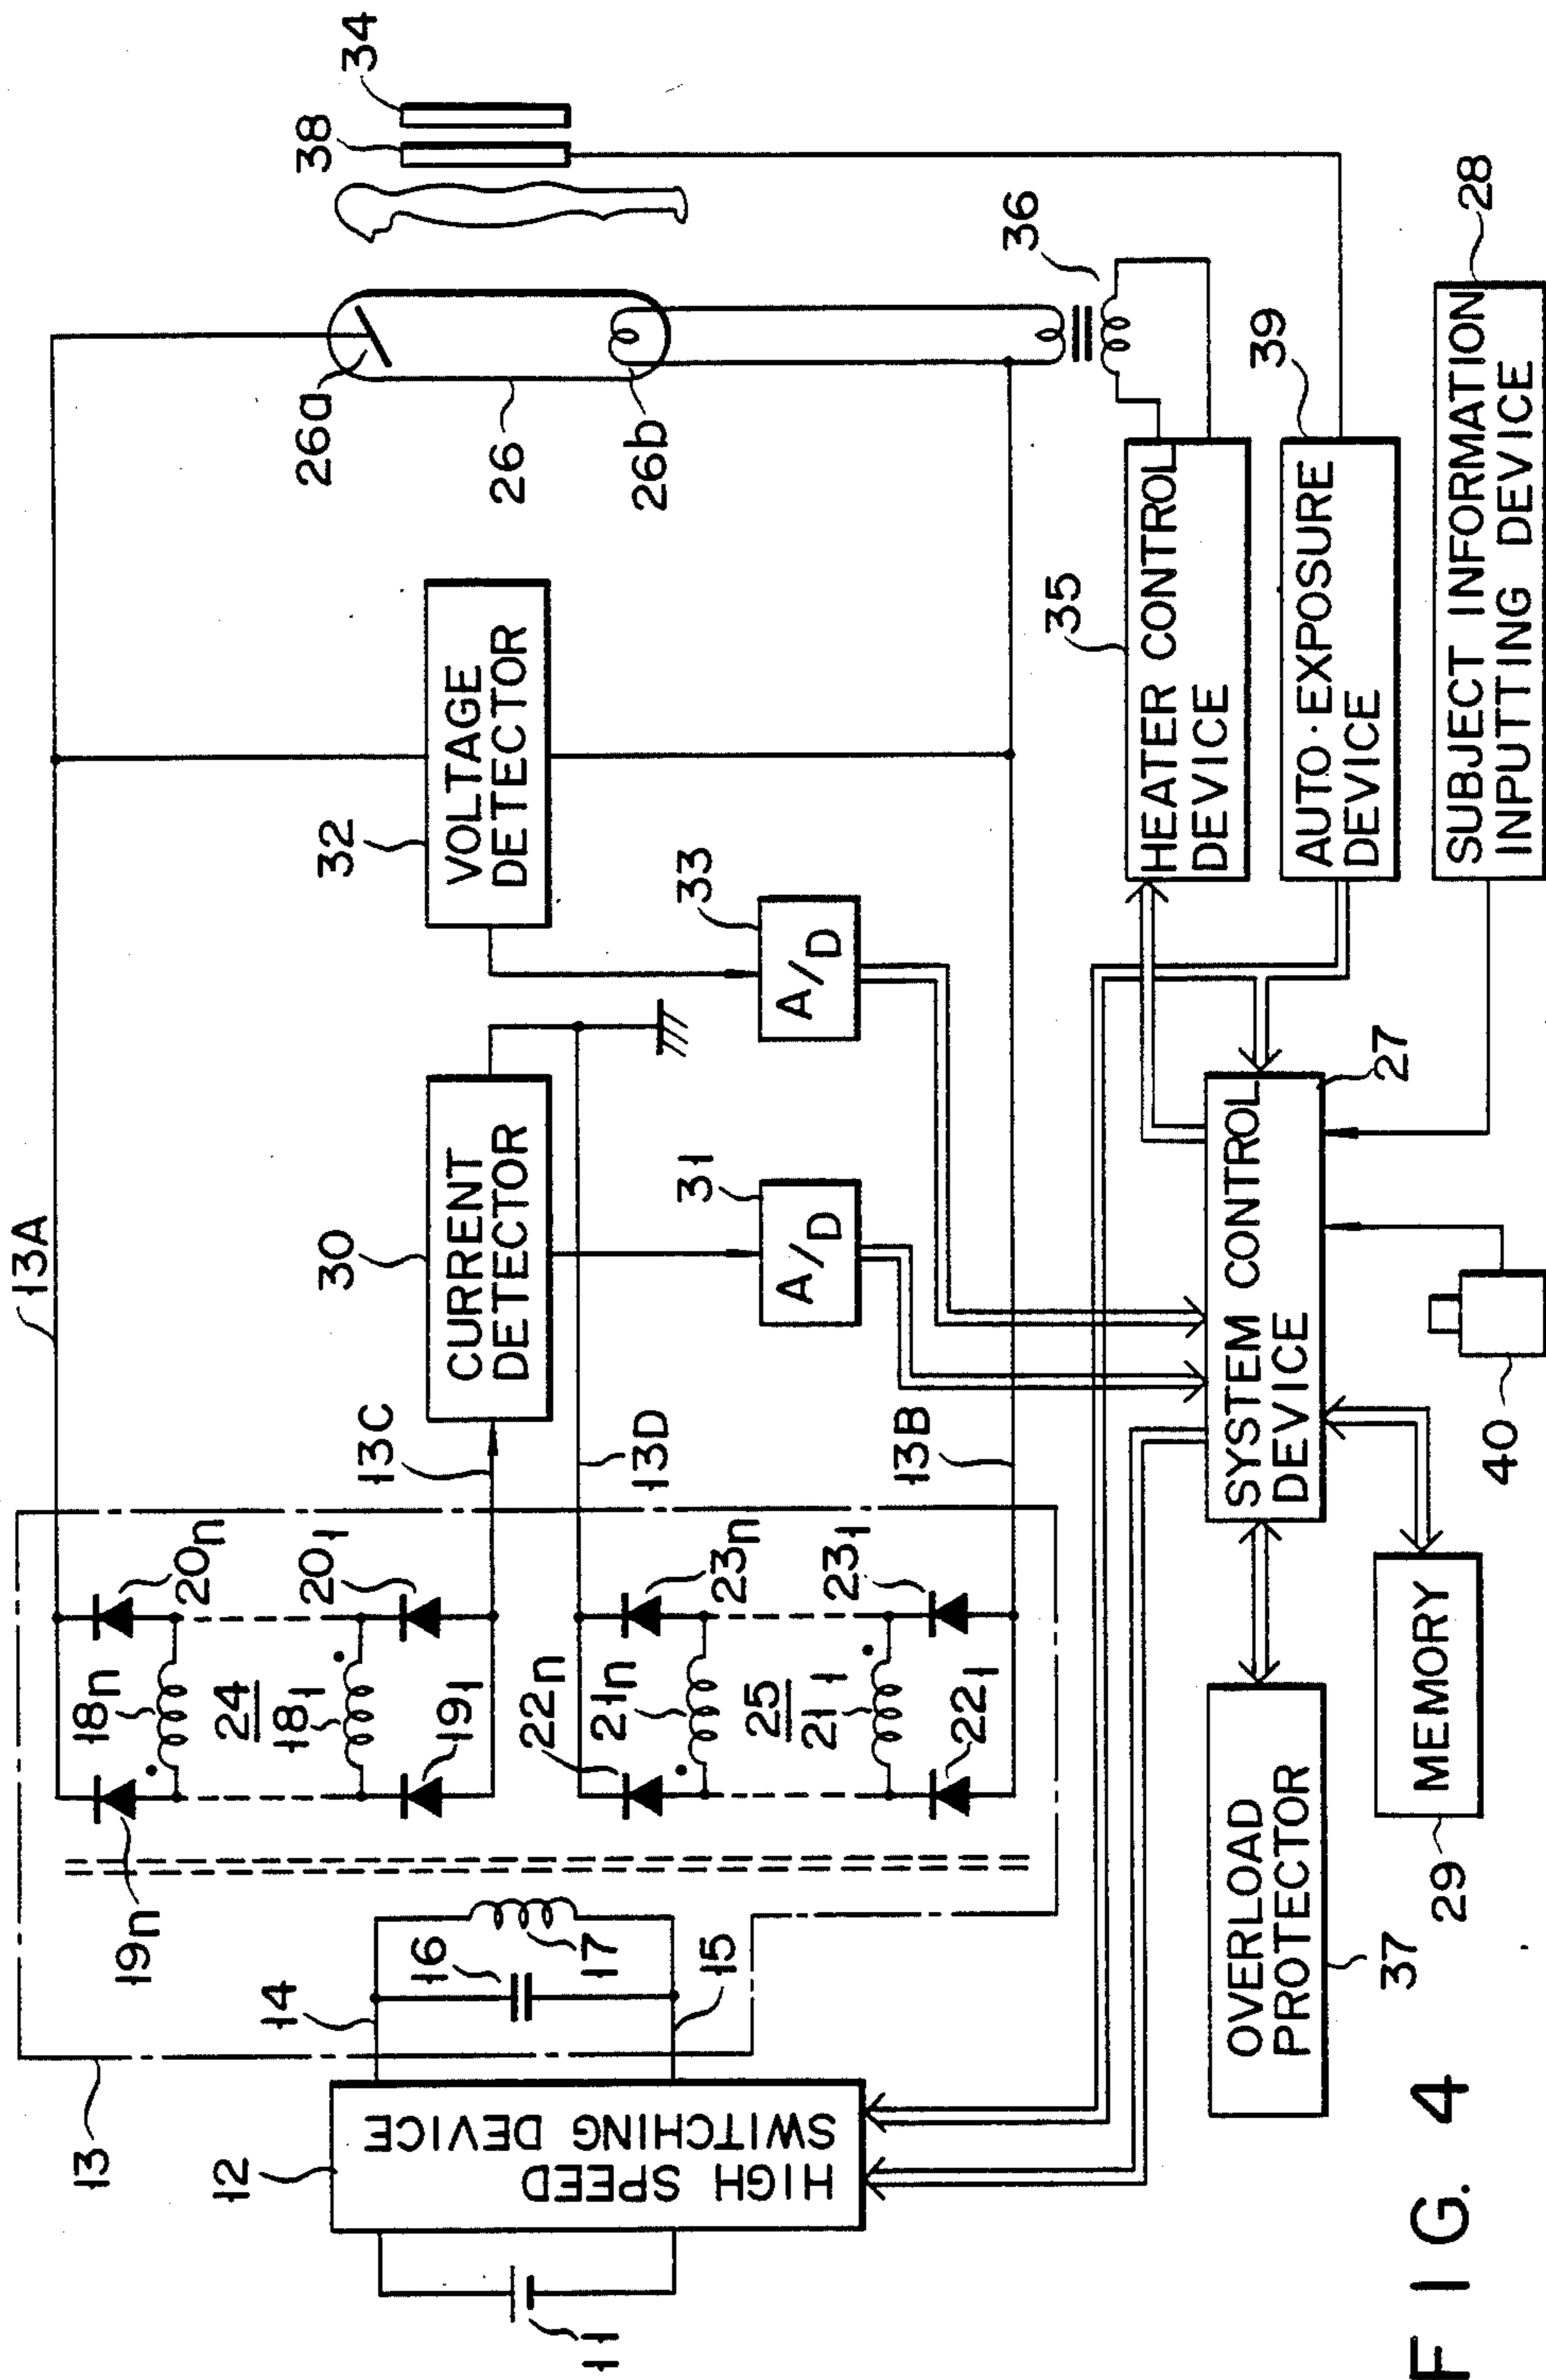 13A
13
14
16
17
15
12
HIGH SPEED
SWITCHING DEVICE
11
19n
18n
20n
24
18₁
20₁
19₁
13C
22n
21n
23n
13D
25
21₁
23₁
22₁
13B
30
CURRENT
DETECTOR
31
A/D
32
VOLTAGE
DETECTOR
33
A/D
26a
26
26b
38
34
36
35
HEATER CONTROL
DEVICE
39
AUTO·EXPOSURE
DEVICE
28
SUBJECT INFORMATION
INPUTTING DEVICE
SYSTEM CONTROL
DEVICE
27
40
OVERLOAD
PROTECTOR
37
MEMORY
29
FIG. 4